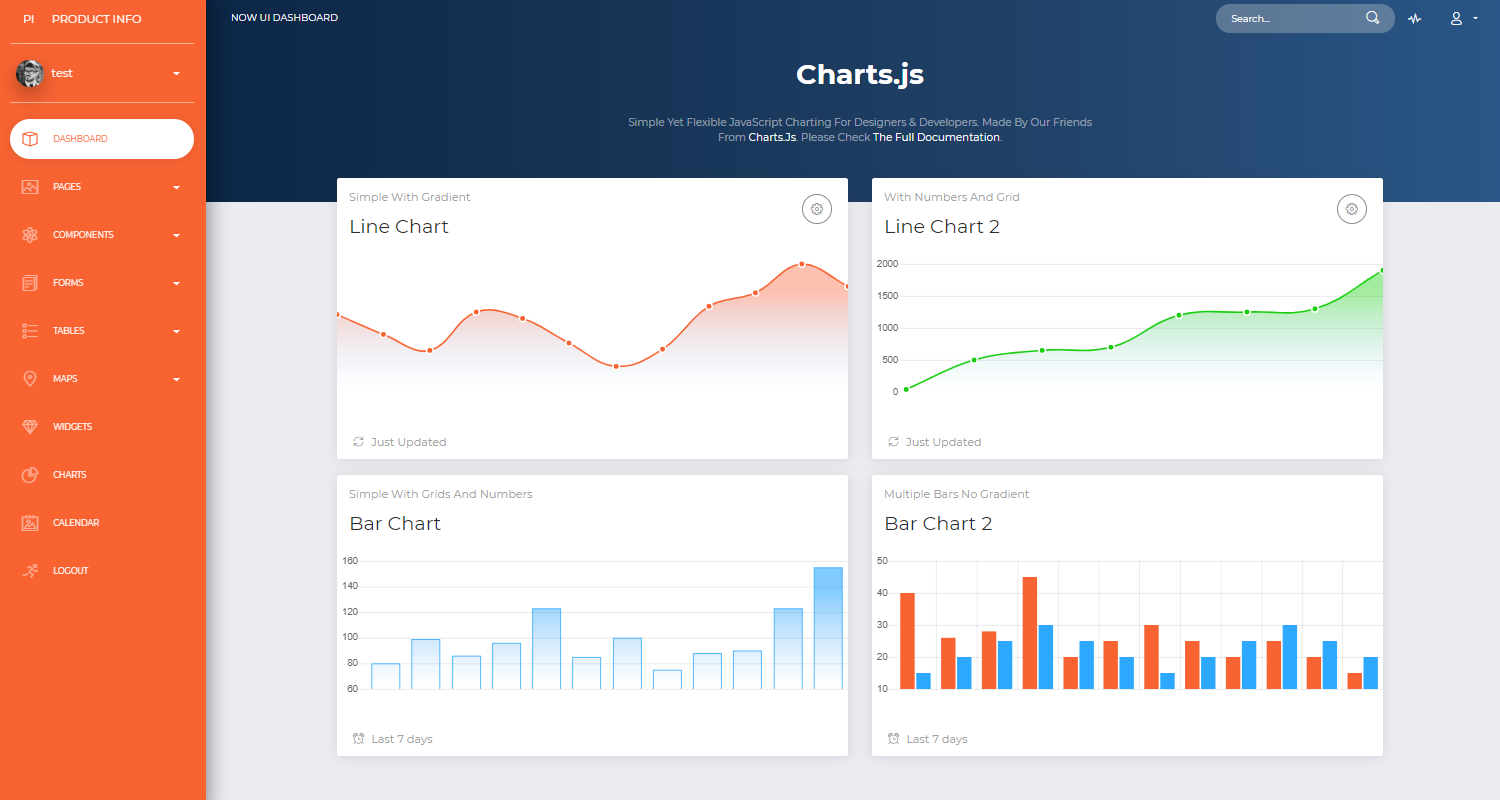 PI PRODUCT INFO
test
DASHBOARD
PAGES
COMPONENTS
FORMS
TABLES
MAPS
WIDGETS
CHARTS
CALENDAR
LOGOUT
NOW UI DASHBOARD
Search...
Charts.js
Simple Yet Flexible JavaScript Charting For Designers & Developers. Made By Our Friends
From Charts.Js. Please Check The Full Documentation.
Simple With Gradient
Line Chart
Just Updated
With Numbers And Grid
Line Chart 2
2000
1500
1000
500
0
Just Updated
Simple With Grids And Numbers
Bar Chart
160
140
120
100
80
60
Last 7 days
Multiple Bars No Gradient
Bar Chart 2
50
40
30
20
10
Last 7 days